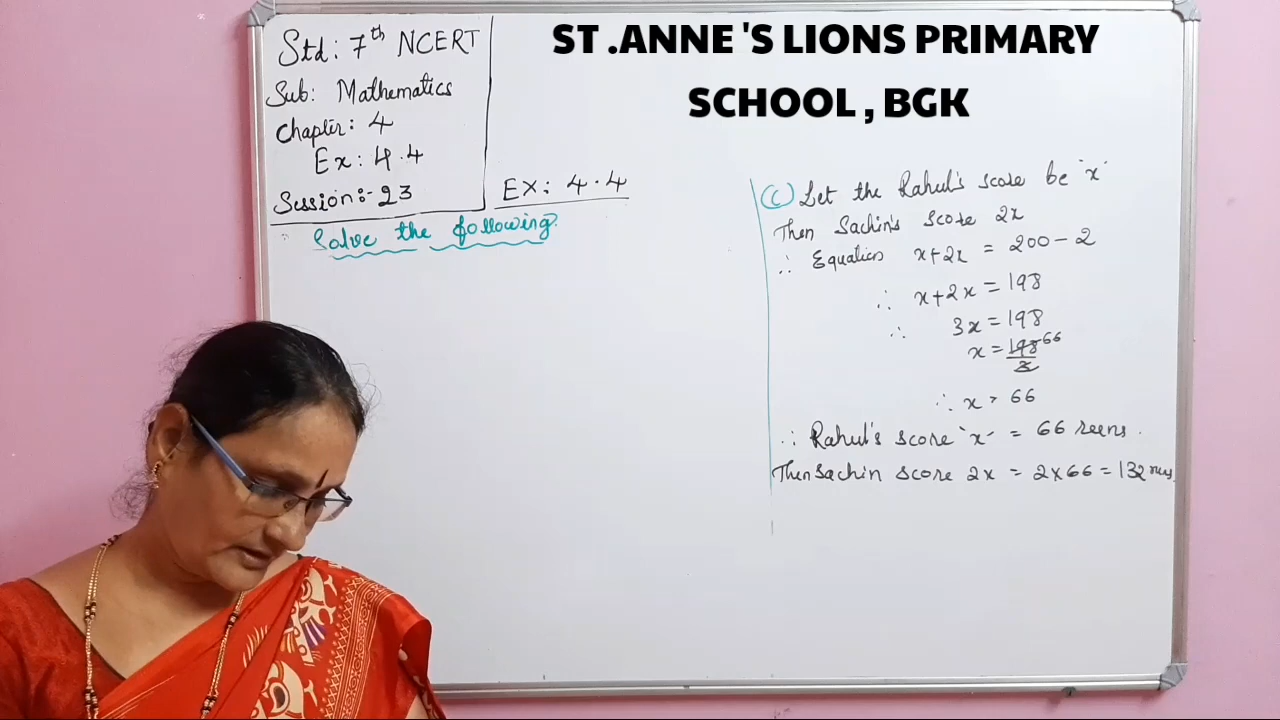 ST .ANNE 'S LIONS PRIMARY
SCHOOL , BGK
Std: 7th NCERT
Sub: Mathematics
Chapter: 4
Ex: 4.4
Session:-23
EX: 4.4
Solve the following
(c) Let the Rahul's score be 'x'
Then Sachin's score 2x
∴ Equation x+2x = 200-2
∴ x+2x = 198
∴ 3x = 198
x = 198 66
3
∴ x = 66
∴ Rahul's score 'x' = 66 reens.
Then Sachin score 2x = 2x66 = 132